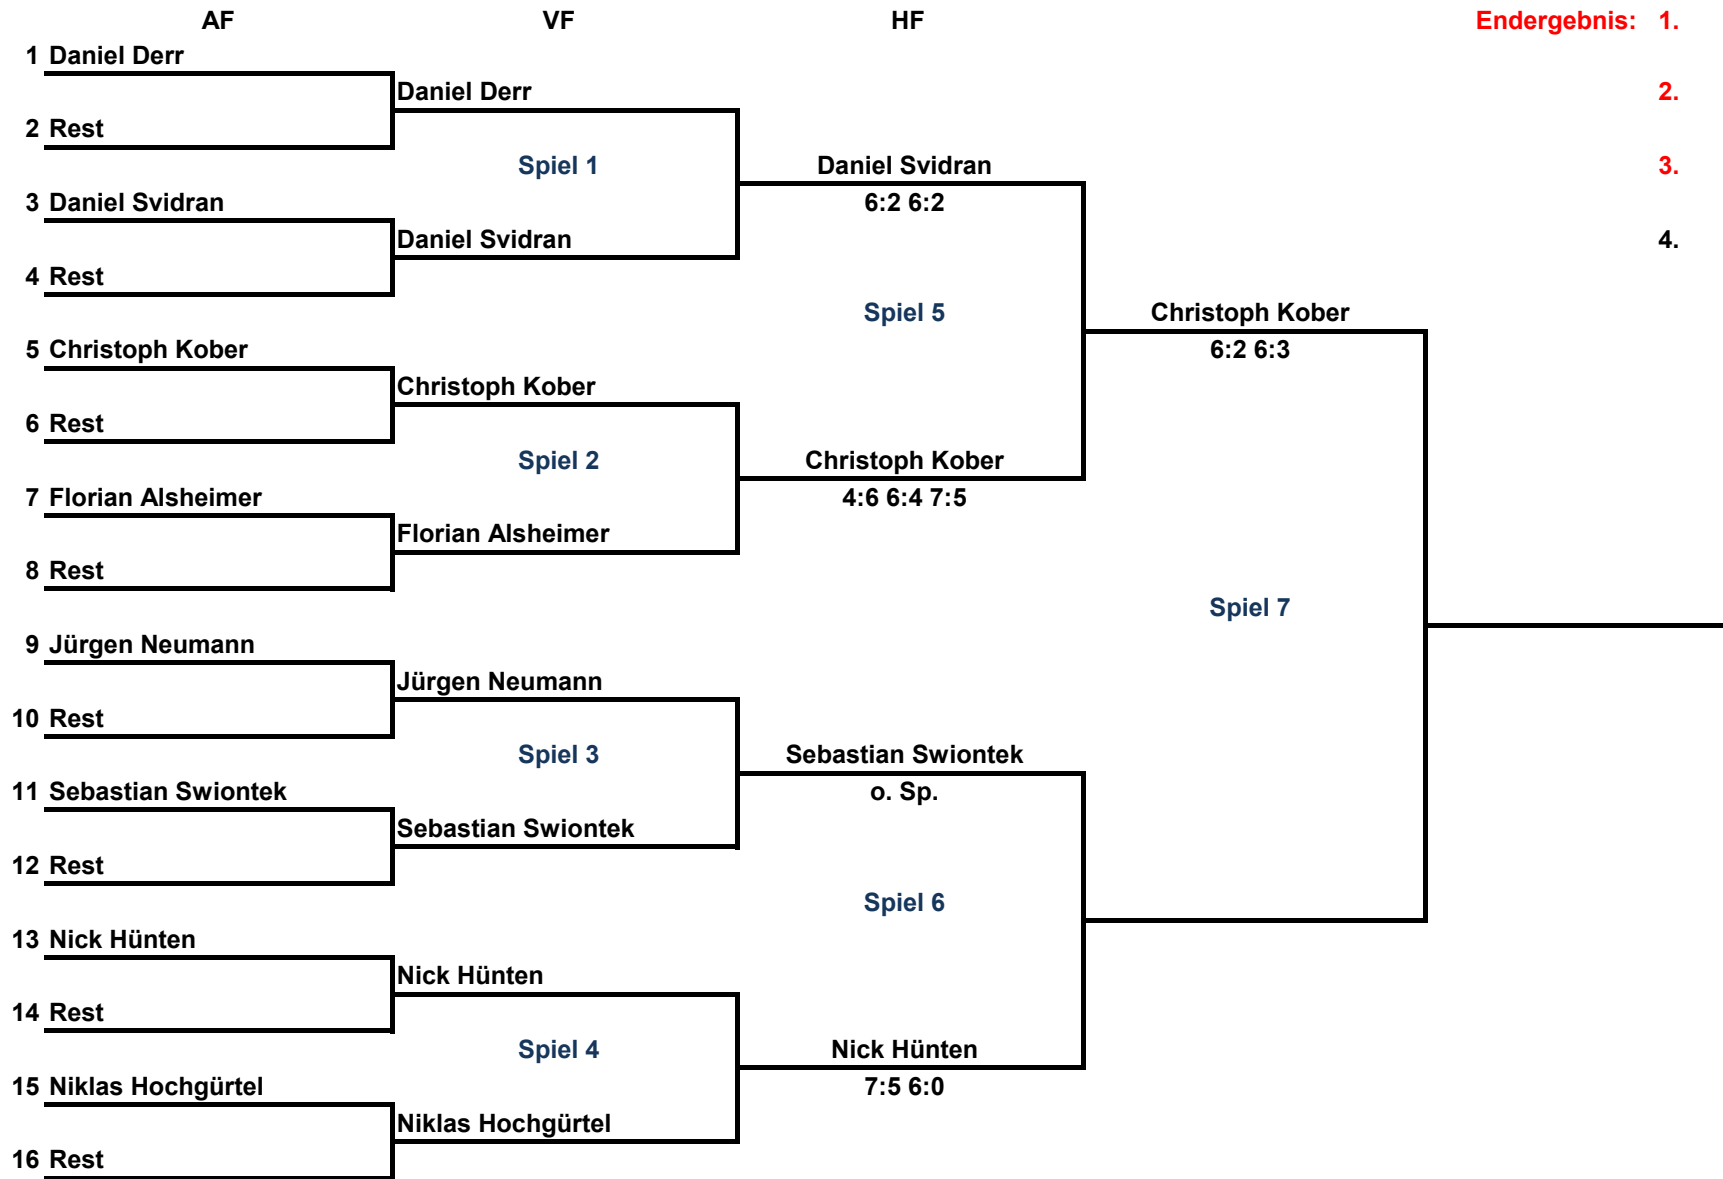 AF VF HF Endergebnis: 1.
1 Daniel Derr
Daniel Derr 2.
2 Rest
Spiel 1 Daniel Svidran 3.
3 Daniel Svidran 6:2 6:2
Daniel Svidran 4.
4 Rest
Spiel 5 Christoph Kober
5 Christoph Kober 6:2 6:3
Christoph Kober
6 Rest
Spiel 2 Christoph Kober
7 Florian Alsheimer 4:6 6:4 7:5
Florian Alsheimer
8 Rest
Spiel 7
9 Jürgen Neumann
Jürgen Neumann
10 Rest
Spiel 3 Sebastian Swiontek
11 Sebastian Swiontek o. Sp.
Sebastian Swiontek
12 Rest
Spiel 6
13 Nick Hünten
Nick Hünten
14 Rest
Spiel 4 Nick Hünten
15 Niklas Hochgürtel 7:5 6:0
Niklas Hochgürtel
16 Rest